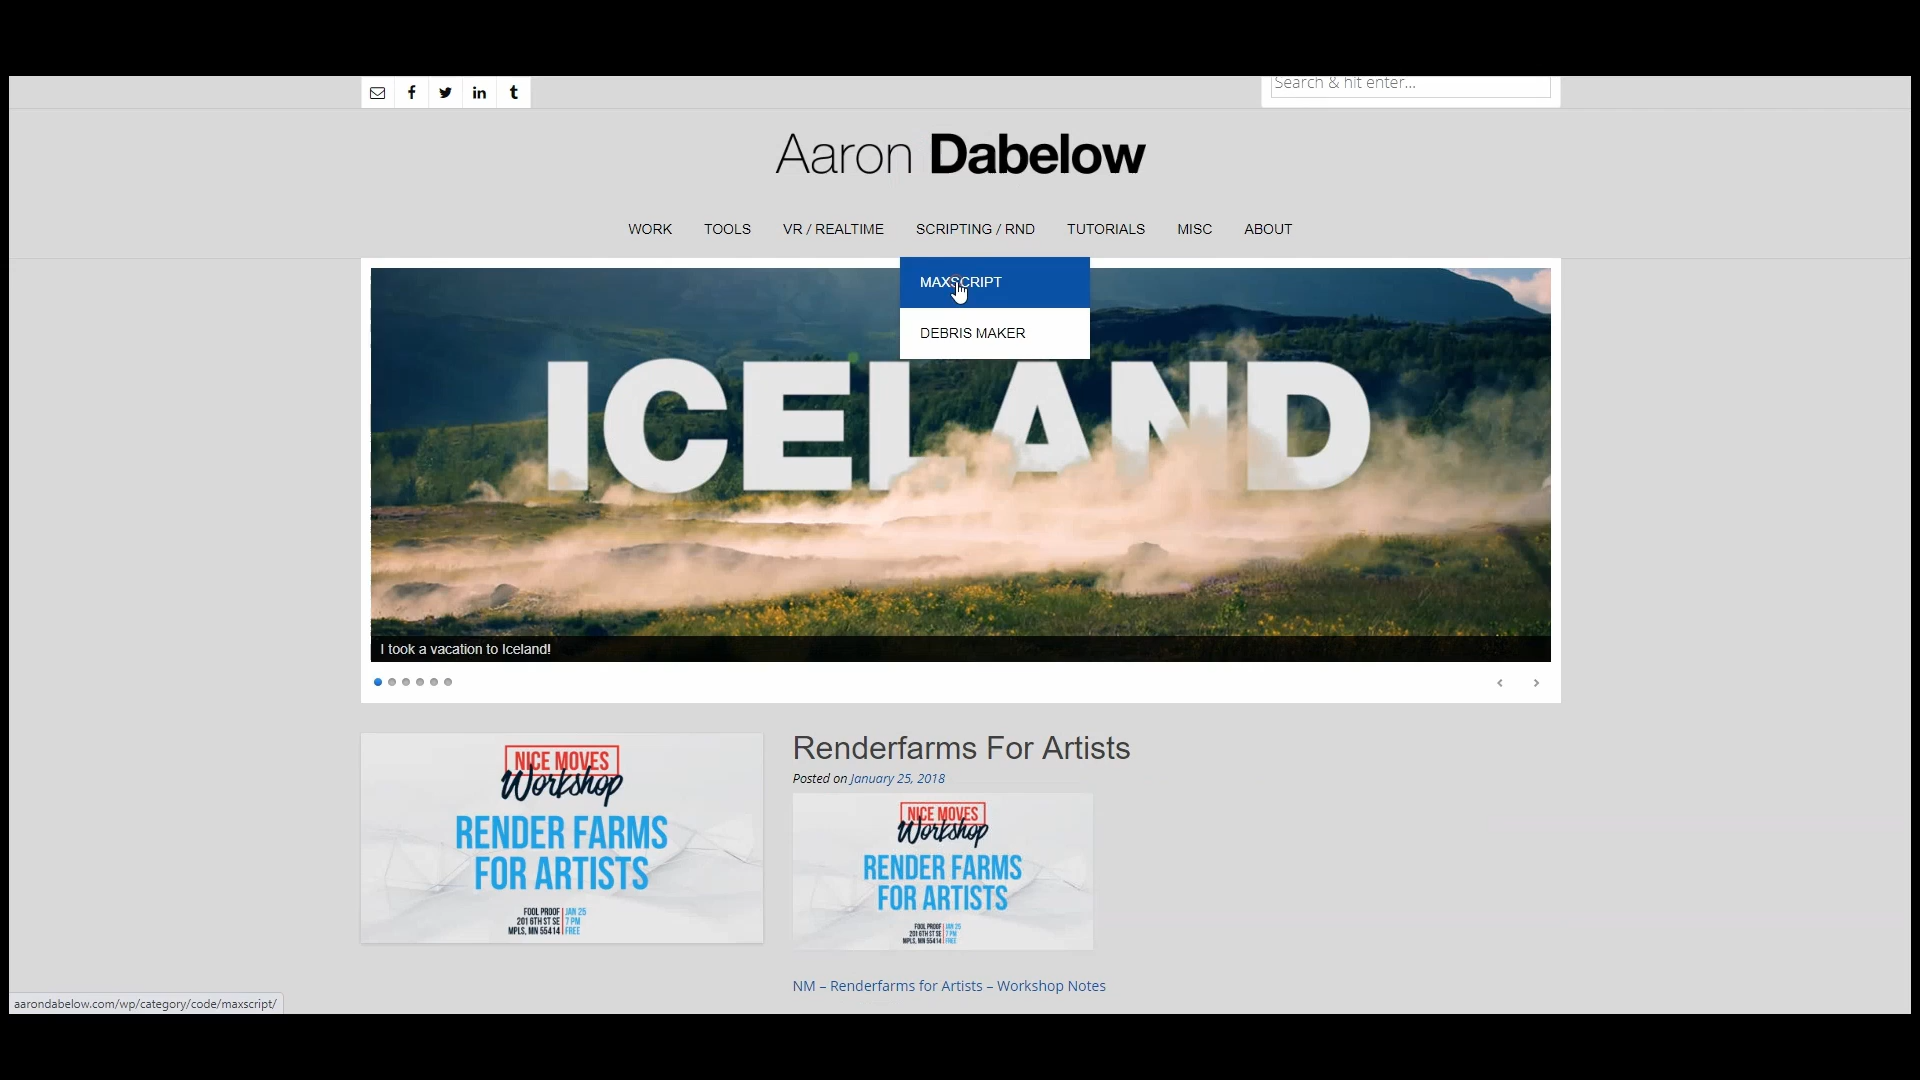 Search & hit enter...
Aaron Dabelow
WORK TOOLS VR / REALTIME SCRIPTING / RND TUTORIALS MISC ABOUT
MAXSCRIPT
DEBRIS MAKER
ICELAND
I took a vacation to Iceland!
NICE MOVES
Workshop
RENDER FARMS
FOR ARTISTS
FOOL PROOF JAN 25
201 6TH ST SE 7 PM
MPLS, MN 55414 FREE
Renderfarms For Artists
Posted on January 25, 2018
NICE MOVES
Workshop
RENDER FARMS
FOR ARTISTS
FOOL PROOF JAN 25
201 6TH ST SE 7 PM
MPLS, MN 55414 FREE
NM – Renderfarms for Artists – Workshop Notes
aarondabelow.com/wp/category/code/maxscript/